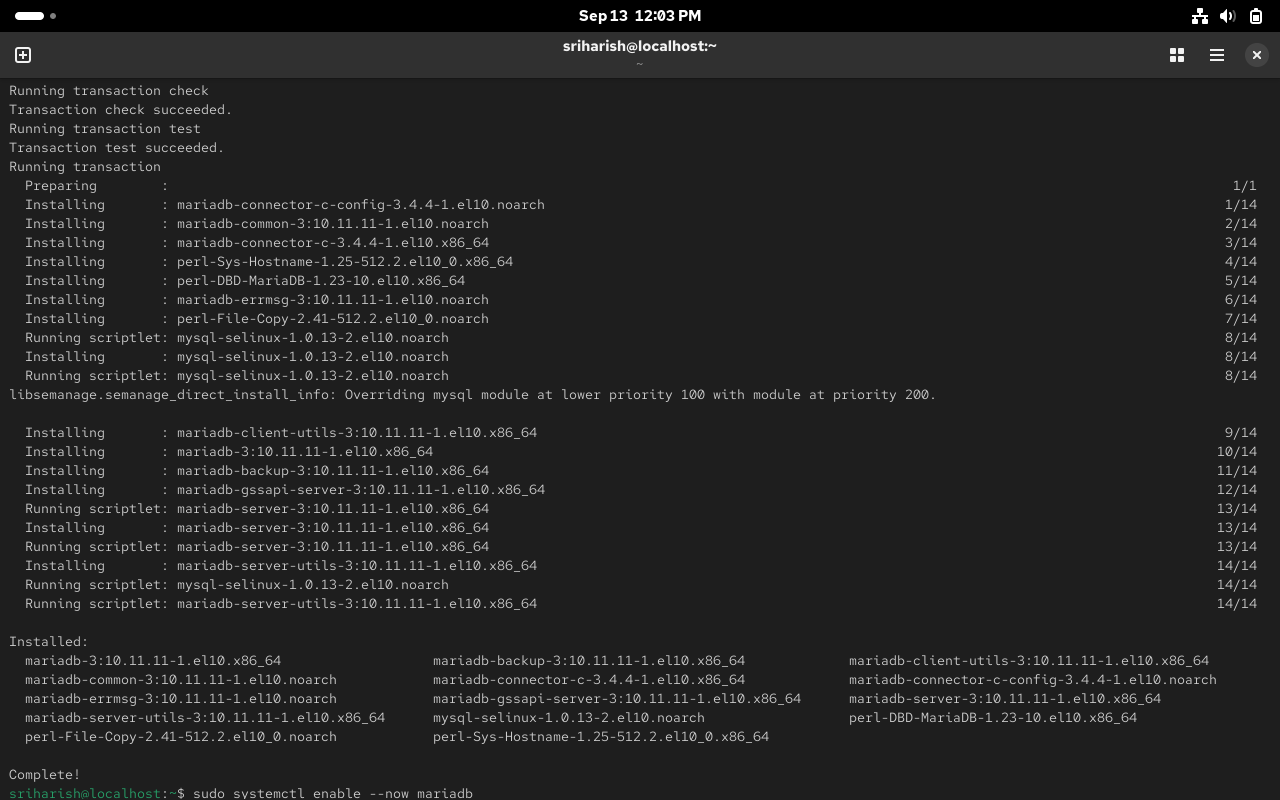 Sep 13 12:03 PM
sriharish@localhost:~
~
Running transaction check
Transaction check succeeded.
Running transaction test
Transaction test succeeded.
Running transaction
  Preparing        : 1/1
  Installing       : mariadb-connector-c-config-3.4.4-1.el10.noarch 1/14
  Installing       : mariadb-common-3:10.11.11-1.el10.noarch 2/14
  Installing       : mariadb-connector-c-3.4.4-1.el10.x86_64 3/14
  Installing       : perl-Sys-Hostname-1.25-512.2.el10_0.x86_64 4/14
  Installing       : perl-DBD-MariaDB-1.23-10.el10.x86_64 5/14
  Installing       : mariadb-errmsg-3:10.11.11-1.el10.noarch 6/14
  Installing       : perl-File-Copy-2.41-512.2.el10_0.noarch 7/14
  Running scriptlet: mysql-selinux-1.0.13-2.el10.noarch 8/14
  Installing       : mysql-selinux-1.0.13-2.el10.noarch 8/14
  Running scriptlet: mysql-selinux-1.0.13-2.el10.noarch 8/14
libsemanage.semanage_direct_install_info: Overriding mysql module at lower priority 100 with module at priority 200.
  Installing       : mariadb-client-utils-3:10.11.11-1.el10.x86_64 9/14
  Installing       : mariadb-3:10.11.11-1.el10.x86_64 10/14
  Installing       : mariadb-backup-3:10.11.11-1.el10.x86_64 11/14
  Installing       : mariadb-gssapi-server-3:10.11.11-1.el10.x86_64 12/14
  Running scriptlet: mariadb-server-3:10.11.11-1.el10.x86_64 13/14
  Installing       : mariadb-server-3:10.11.11-1.el10.x86_64 13/14
  Running scriptlet: mariadb-server-3:10.11.11-1.el10.x86_64 13/14
  Installing       : mariadb-server-utils-3:10.11.11-1.el10.x86_64 14/14
  Running scriptlet: mysql-selinux-1.0.13-2.el10.noarch 14/14
  Running scriptlet: mariadb-server-utils-3:10.11.11-1.el10.x86_64 14/14
Installed:
  mariadb-3:10.11.11-1.el10.x86_64 mariadb-backup-3:10.11.11-1.el10.x86_64 mariadb-client-utils-3:10.11.11-1.el10.x86_64
  mariadb-common-3:10.11.11-1.el10.noarch mariadb-connector-c-3.4.4-1.el10.x86_64 mariadb-connector-c-config-3.4.4-1.el10.noarch
  mariadb-errmsg-3:10.11.11-1.el10.noarch mariadb-gssapi-server-3:10.11.11-1.el10.x86_64 mariadb-server-3:10.11.11-1.el10.x86_64
  mariadb-server-utils-3:10.11.11-1.el10.x86_64 mysql-selinux-1.0.13-2.el10.noarch perl-DBD-MariaDB-1.23-10.el10.x86_64
  perl-File-Copy-2.41-512.2.el10_0.noarch perl-Sys-Hostname-1.25-512.2.el10_0.x86_64
Complete!
sriharish@localhost:~$ sudo systemctl enable --now mariadb